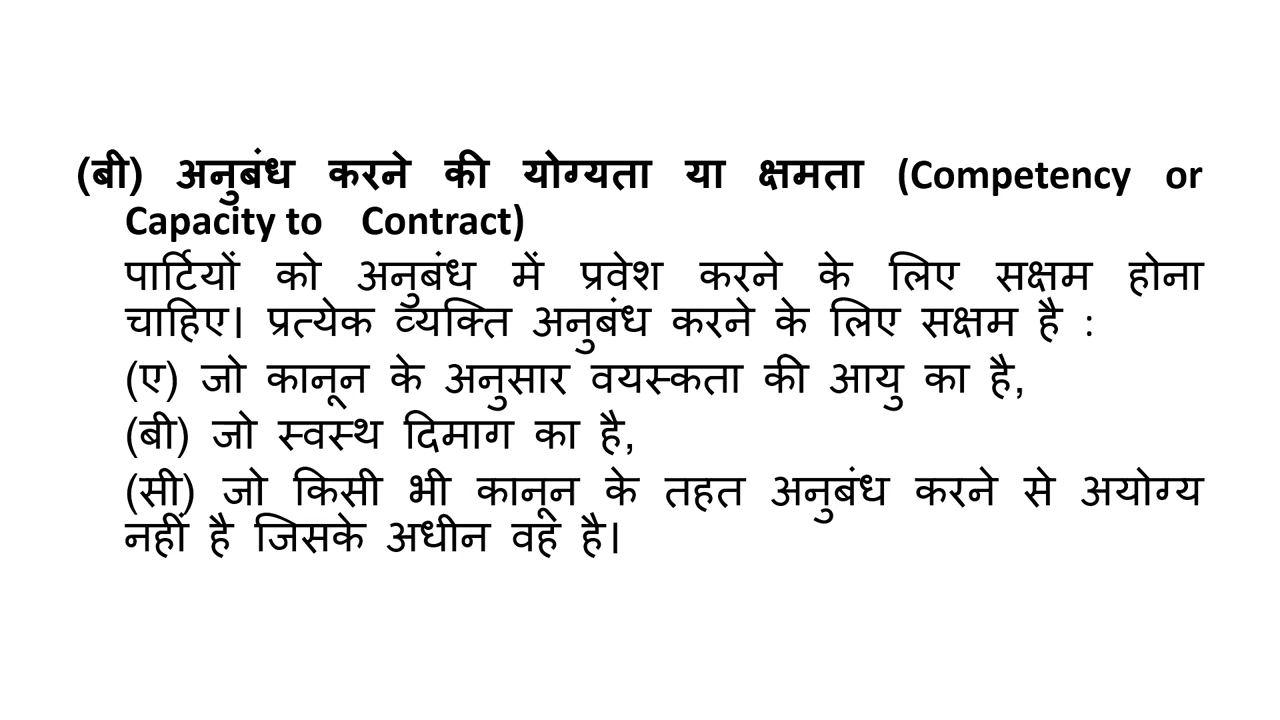 (बी) अनुबंध करने की योग्यता या क्षमता (Competency or
Capacity to Contract)
पार्टियों को अनुबंध में प्रवेश करने के लिए सक्षम होना
चाहिए। प्रत्येक व्यक्ति अनुबंध करने के लिए सक्षम है :
(ए) जो कानून के अनुसार वयस्कता की आयु का है,
(बी) जो स्वस्थ दिमाग का है,
(सी) जो किसी भी कानून के तहत अनुबंध करने से अयोग्य
नहीं है जिसके अधीन वह है।